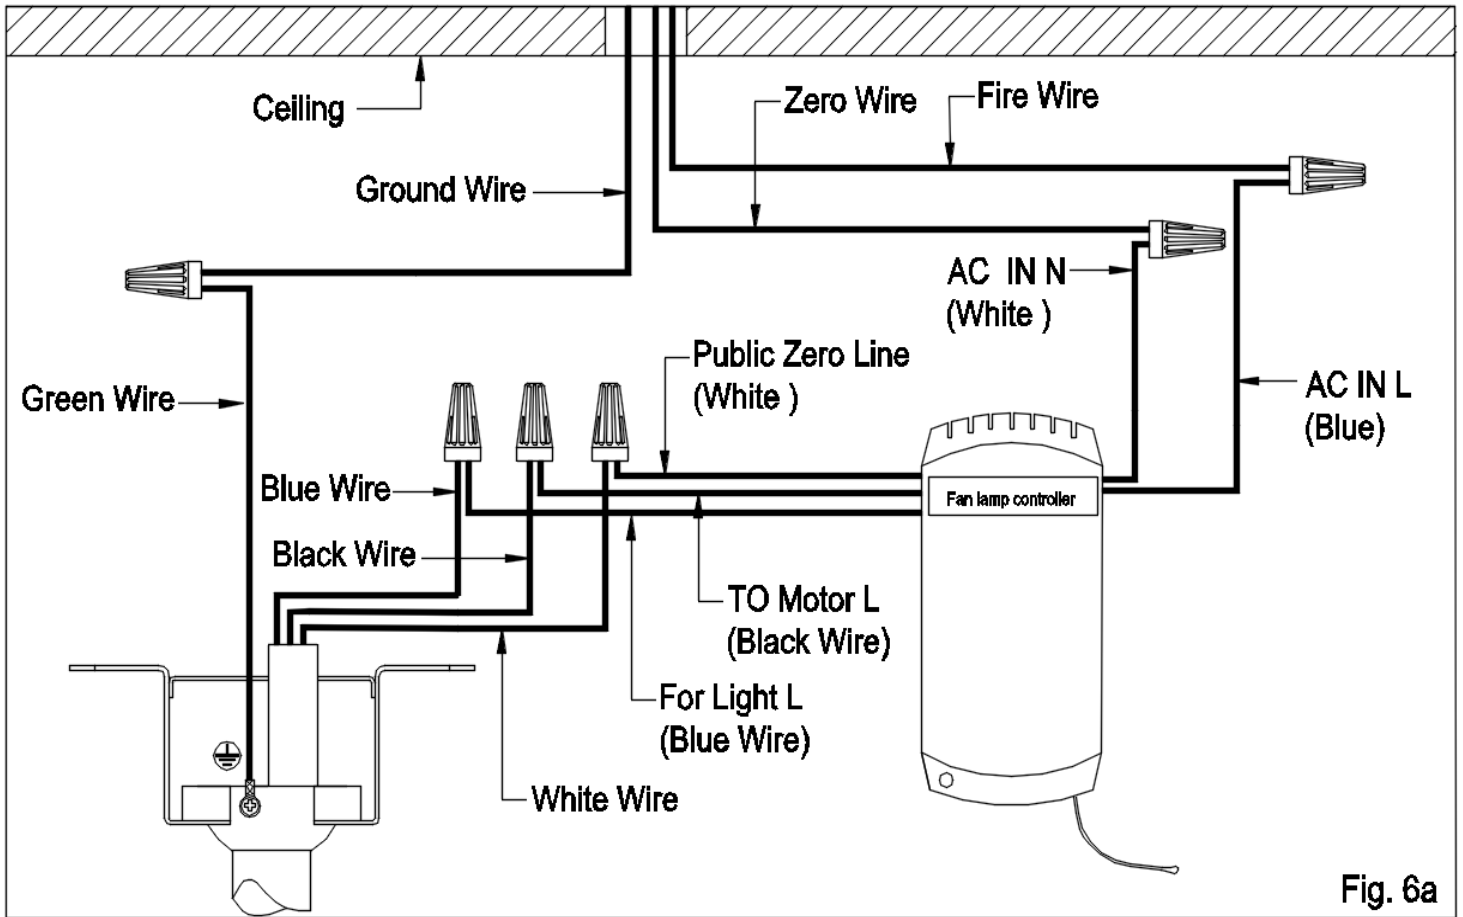 Ceiling
Zero Wire
Fire Wire
Ground Wire
AC IN N
(White )
Public Zero Line
(White )
Green Wire
AC IN L
(Blue)
Blue Wire
Fan lamp controller
Black Wire
TO Motor L
(Black Wire)
For Light L
(Blue Wire)
White Wire
Fig. 6a